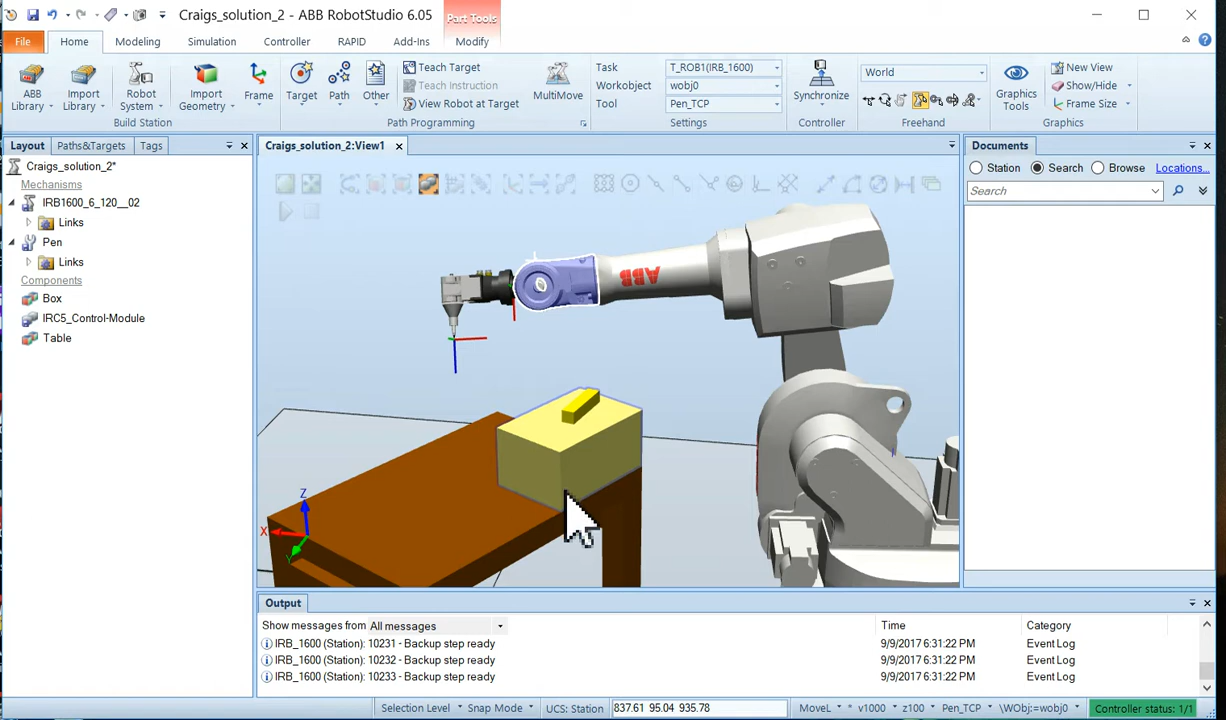 Craigs_solution_2 - ABB RobotStudio 6.05
Part Tools
File Home Modeling Simulation Controller RAPID Add-Ins Modify
ABB Library
Import Library
Robot System
Import Geometry
Frame
Build Station
Target
Path
Other
Teach Target
Teach Instruction
View Robot at Target
MultiMove
Path Programming
Task T_ROB1(IRB_1600)
Workobject wobj0
Tool Pen_TCP
Settings
Synchronize
Controller
World
Freehand
Graphics Tools
New View
Show/Hide
Frame Size
Graphics
Layout Paths&Targets Tags
Craigs_solution_2*
Mechanisms
IRB1600_6_120__02
Links
Pen
Links
Components
Box
IRC5_Control-Module
Table
Craigs_solution_2:View1
ABB
Z
X
Y
Documents
Station Search Browse Locations...
Search
Output
Show messages from All messages Time Category
IRB_1600 (Station): 10231 - Backup step ready 9/9/2017 6:31:22 PM Event Log
IRB_1600 (Station): 10232 - Backup step ready 9/9/2017 6:31:22 PM Event Log
IRB_1600 (Station): 10233 - Backup step ready 9/9/2017 6:31:22 PM Event Log
Selection Level Snap Mode UCS: Station 837.61 95.04 935.78 MoveL * v1000 z100 Pen_TCP \WObj:=wobj0 Controller status: 1/1